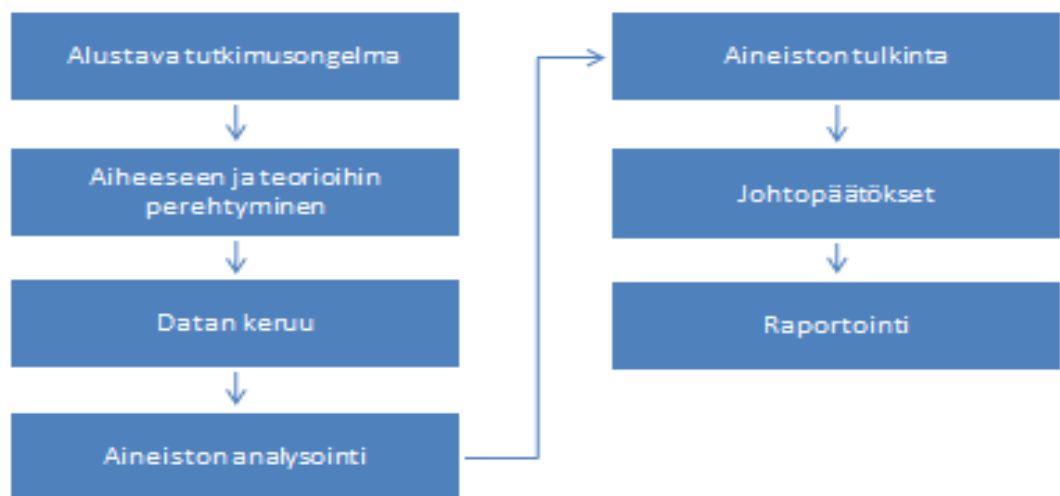 Alustava tutkimusongelma
Aiheeseen ja teorioihin
perehtyminen
Datan keruu
Aineiston analysointi
Aineiston tulkinta
Johtopäätökset
Raportointi